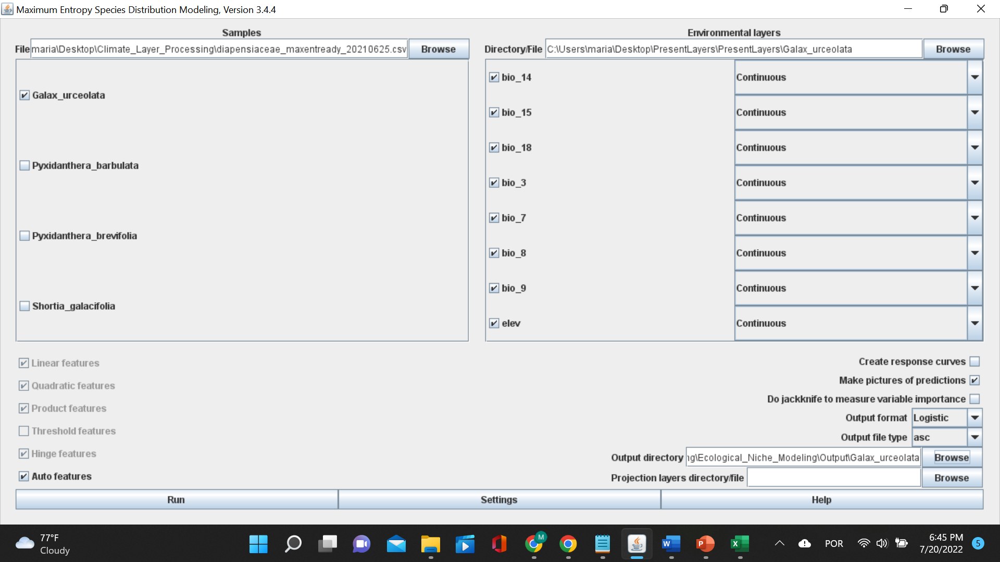 Maximum Entropy Species Distribution Modeling, Version 3.4.4
Samples
File maria\Desktop\Climate_Layer_Processing\diapensiaceae_maxentready_20210625.csv Browse
Galax_urceolata
Pyxidanthera_barbulata
Pyxidanthera_brevifolia
Shortia_galacifolia
Environmental layers
Directory/File C:\Users\maria\Desktop\PresentLayers\PresentLayers\Galax_urceolata Browse
bio_14 Continuous
bio_15 Continuous
bio_18 Continuous
bio_3 Continuous
bio_7 Continuous
bio_8 Continuous
bio_9 Continuous
elev Continuous
Linear features
Quadratic features
Product features
Threshold features
Hinge features
Auto features
Create response curves
Make pictures of predictions
Do jackknife to measure variable importance
Output format Logistic
Output file type asc
Output directory ng\Ecological_Niche_Modeling\Output\Galax_urceolata Browse
Projection layers directory/file Browse
Run Settings Help
77°F
Cloudy
M
W
P
X
POR
6:45 PM
7/20/2022
5